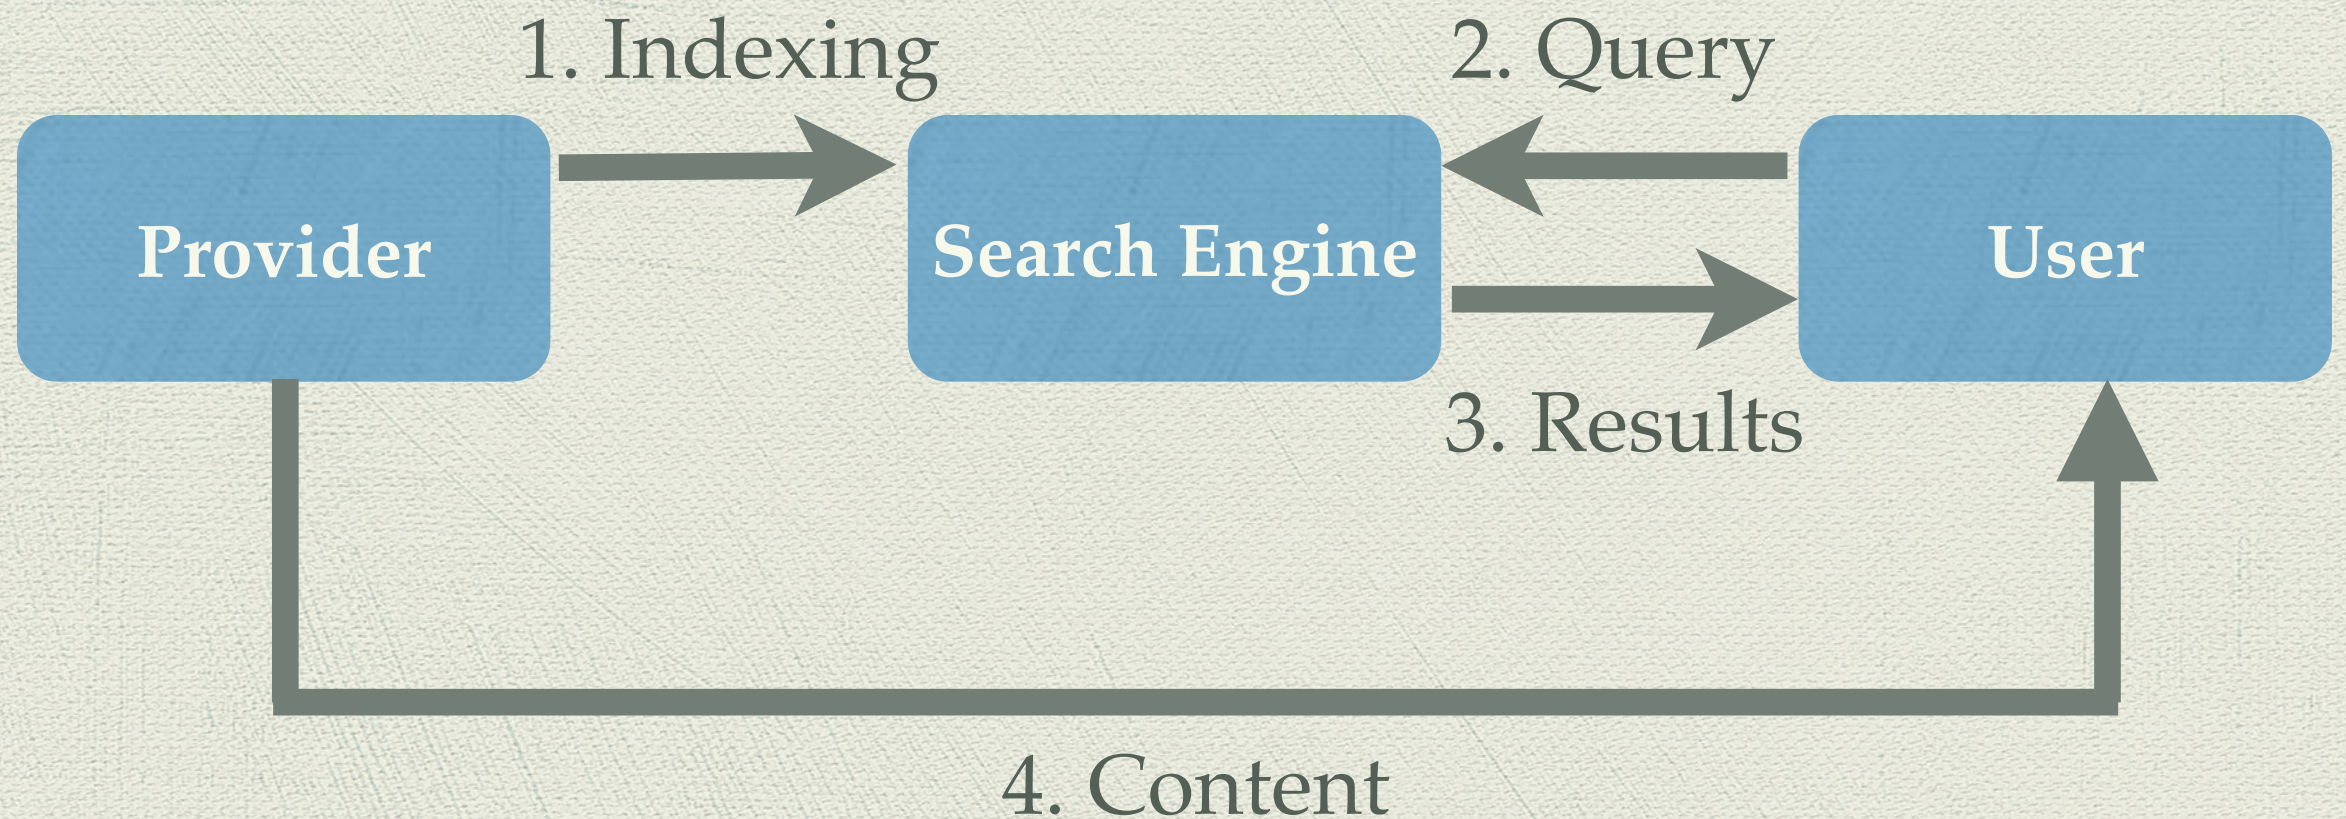 1. Indexing
2. Query
Provider
Search Engine
User
3. Results
4. Content